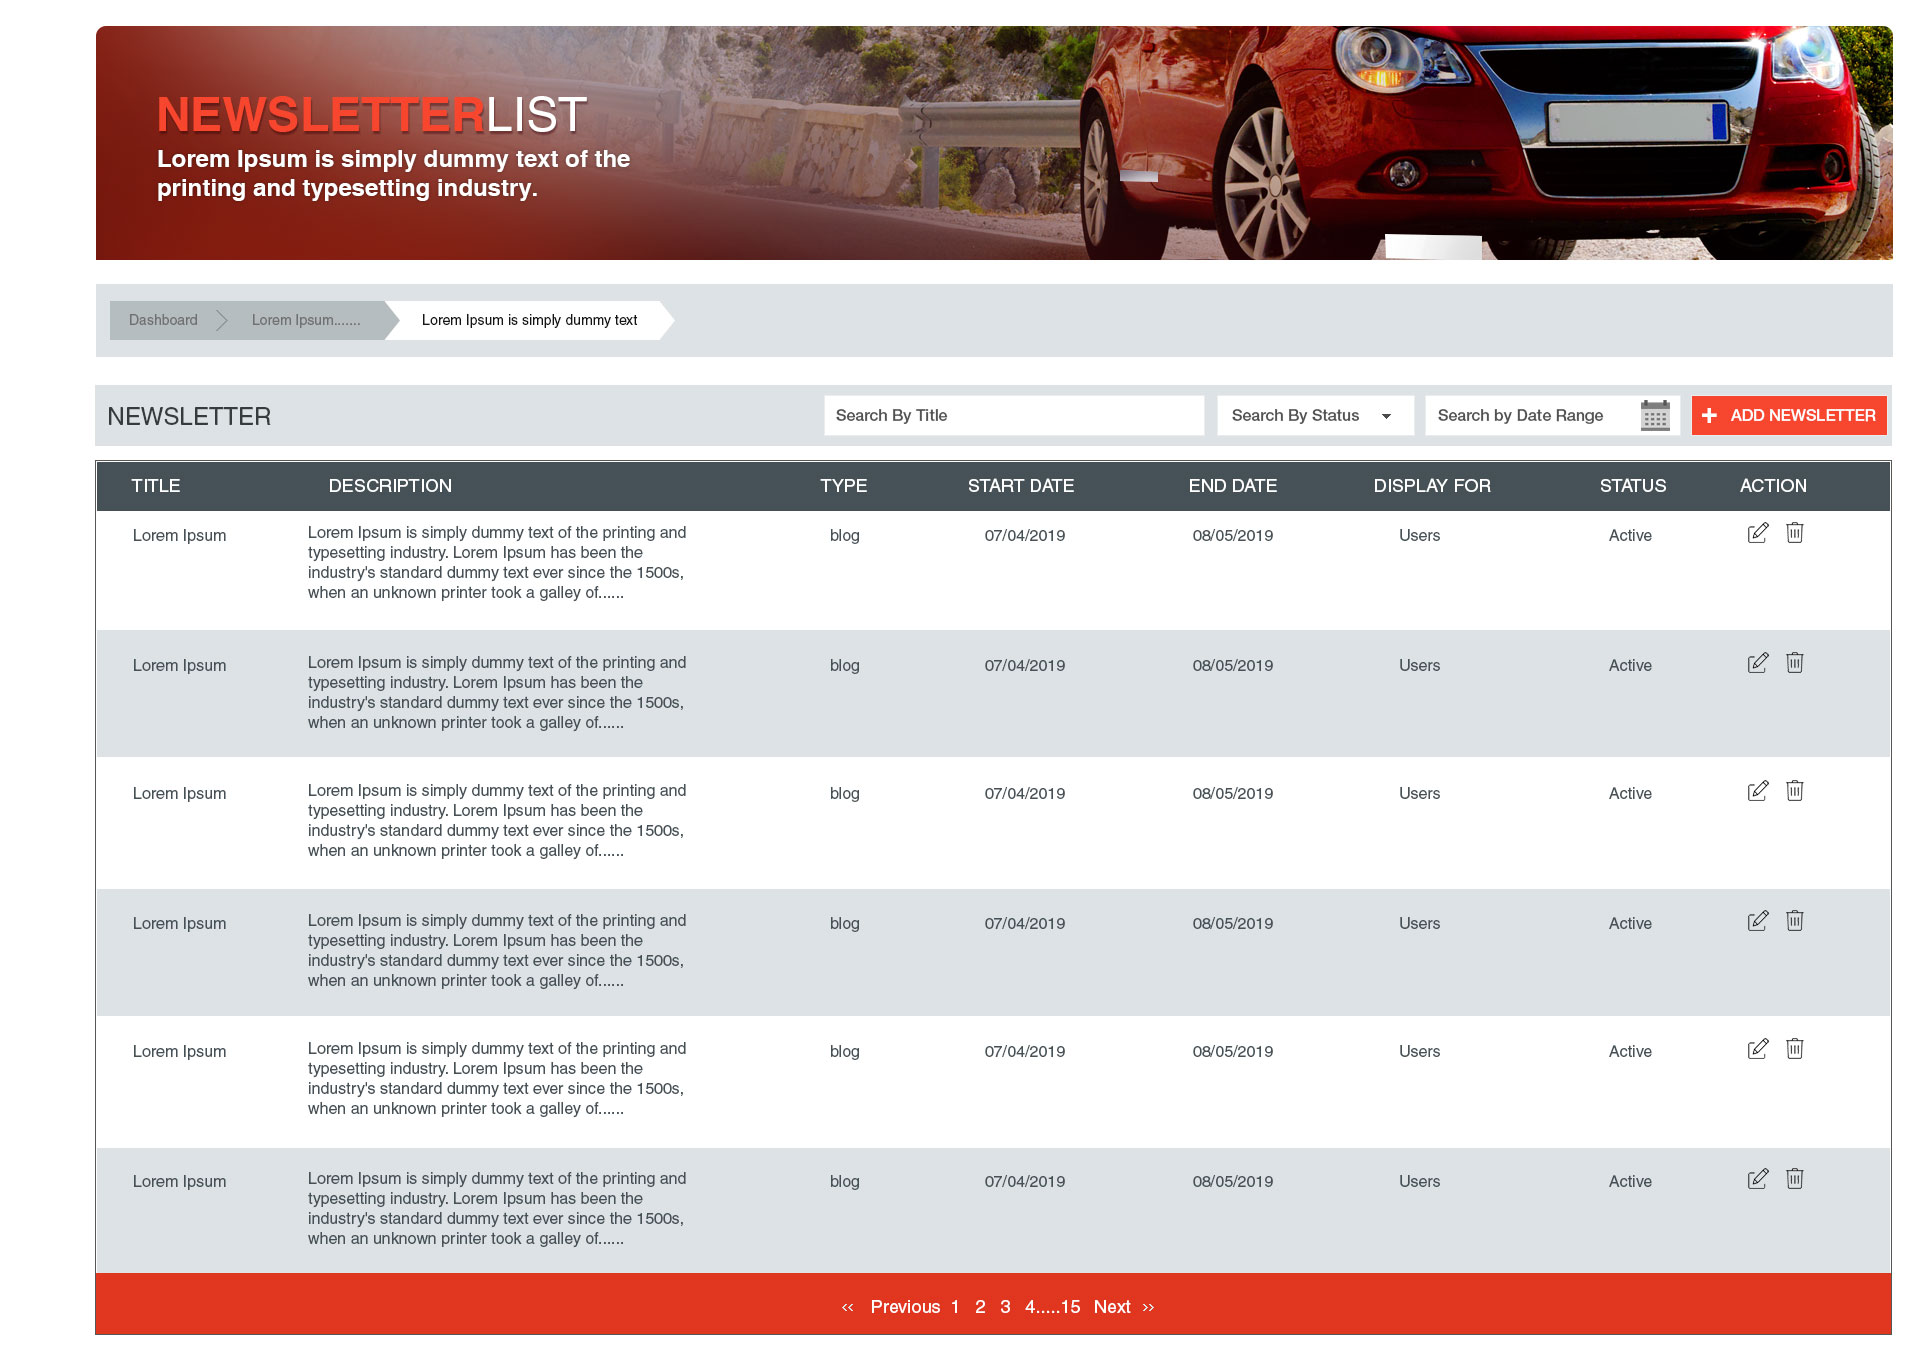 NEWSLETTERLIST
Lorem Ipsum is simply dummy text of the
printing and typesetting industry.
Dashboard Lorem Ipsum....... Lorem Ipsum is simply dummy text
NEWSLETTER Search By Title Search By Status Search by Date Range + ADD NEWSLETTER
TITLE DESCRIPTION TYPE START DATE END DATE DISPLAY FOR STATUS ACTION
Lorem Ipsum Lorem Ipsum is simply dummy text of the printing and blog 07/04/2019 08/05/2019 Users Active
typesetting industry. Lorem Ipsum has been the
industry's standard dummy text ever since the 1500s,
when an unknown printer took a galley of......
Lorem Ipsum Lorem Ipsum is simply dummy text of the printing and blog 07/04/2019 08/05/2019 Users Active
typesetting industry. Lorem Ipsum has been the
industry's standard dummy text ever since the 1500s,
when an unknown printer took a galley of......
Lorem Ipsum Lorem Ipsum is simply dummy text of the printing and blog 07/04/2019 08/05/2019 Users Active
typesetting industry. Lorem Ipsum has been the
industry's standard dummy text ever since the 1500s,
when an unknown printer took a galley of......
Lorem Ipsum Lorem Ipsum is simply dummy text of the printing and blog 07/04/2019 08/05/2019 Users Active
typesetting industry. Lorem Ipsum has been the
industry's standard dummy text ever since the 1500s,
when an unknown printer took a galley of......
Lorem Ipsum Lorem Ipsum is simply dummy text of the printing and blog 07/04/2019 08/05/2019 Users Active
typesetting industry. Lorem Ipsum has been the
industry's standard dummy text ever since the 1500s,
when an unknown printer took a galley of......
Lorem Ipsum Lorem Ipsum is simply dummy text of the printing and blog 07/04/2019 08/05/2019 Users Active
typesetting industry. Lorem Ipsum has been the
industry's standard dummy text ever since the 1500s,
when an unknown printer took a galley of......
‹‹ Previous 1 2 3 4.....15 Next ››